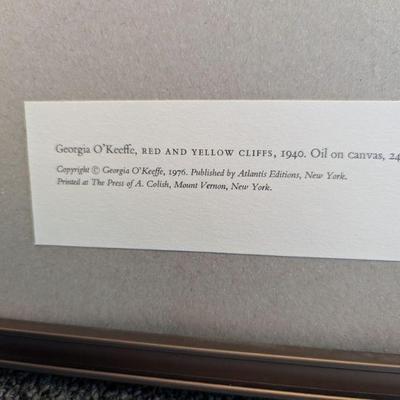 Georgia O'Keeffe, RED AND YELLOW CLIFFS, 1940. Oil on canvas, 24
Copyright © Georgia O'Keeffe, 1976. Published by Atlantis Editions, New York.
Printed at The Press of A. Colish, Mount Vernon, New York.